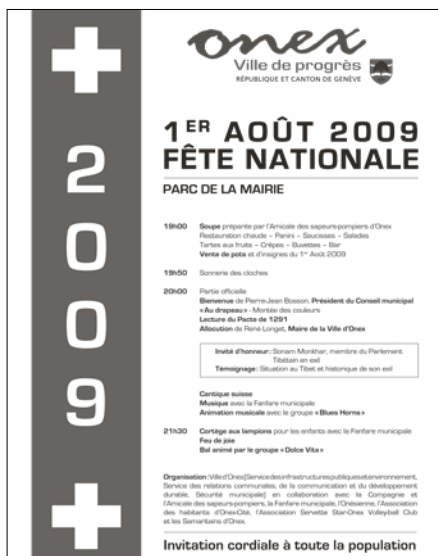 onex
Ville de progrès
RÉPUBLIQUE ET CANTON DE GENÈVE
2009
1ER AOÛT 2009
FÊTE NATIONALE
PARC DE LA MAIRIE
19h00 Soupe préparée par l'Amicale des sapeurs-pompiers d'Onex
Restauration chaude – Panini – Saucisses – Salades
Tartes aux fruits – Crêpes – Buvettes – Bar
Vente de pots et d'insignes du 1er Août 2009
19h50 Sonnerie des cloches
20h00 Partie officielle
Bienvenue de Pierre-Jean Bosson, Président du Conseil municipal
«Au drapeau» - Montée des couleurs
Lecture du Pacte de 1291
Allocution de René Longet, Maire de la Ville d'Onex
Invité d'honneur: Sonam Monkhar, membre du Parlement
Tibétain en exil
Témoignage: Situation au Tibet et historique de son exil
Cantique suisse
Musique avec la Fanfare municipale
Animation musicale avec le groupe «Blues Horns»
21h30 Cortège aux lampions pour les enfants avec la Fanfare municipale
Feu de joie
Bal animé par le groupe «Dolce Vita»
Organisation: Ville d'Onex (Service des infrastructures publiques et environnement,
Service des relations communales, de la communication et du développement
durable, Sécurité municipale) en collaboration avec la Compagnie et
l'Amicale des sapeurs-pompiers, la Fanfare municipale, l'Onésienne, l'Association
des habitants d'Onex-Cité, l'Association Servette Star-Onex Volleyball Club
et les Samaritains d'Onex.
Invitation cordiale à toute la population